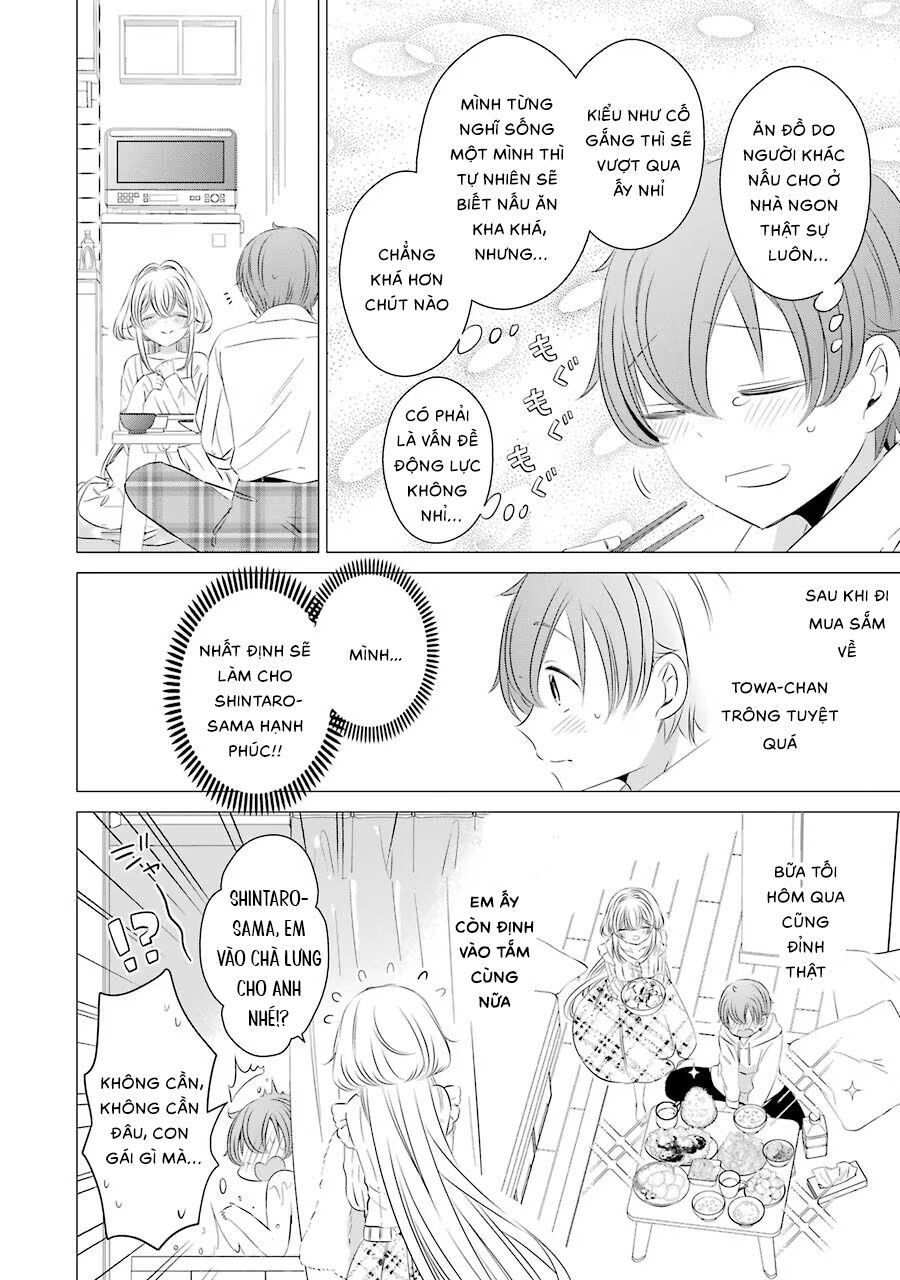 ĂN ĐỒ DO
NGƯỜI KHÁC
NẤU CHO Ở
NHÀ NGON
THẬT SỰ
LUÔN...
KIỂU NHƯ CỐ
GẮNG THÌ SẼ
VƯỢT QUA
ẤY NHỈ
MÌNH TỪNG
NGHĨ SỐNG
MỘT MÌNH THÌ
TỰ NHIÊN SẼ
BIẾT NẤU ĂN
KHA KHÁ,
NHƯNG...
CHẲNG
KHÁ HƠN
CHÚT NÀO
もぐ
もぐ
もぐ
CÓ PHẢI
LÀ VẤN ĐỀ
ĐỘNG LỰC
KHÔNG
NHỈ...
SAU KHI ĐI
MUA SẮM
VỀ
TOWA-CHAN
TRÔNG TUYỆT
QUÁ
MÌNH...
NHẤT ĐỊNH SẼ
LÀM CHO
SHINTARO-
SAMA HẠNH
PHÚC!!
BỮA TỐI
HÔM QUA
CŨNG
ĐỈNH
THẬT
EM ẤY
CÒN ĐỊNH
VÀO TẮM
CÙNG
NỮA
SHINTARO-
SAMA, EM
VÀO CHÀ LƯNG
CHO ANH
NHÉ!?
!?
KHÔNG CẦN,
KHÔNG CẦN
ĐÂU, CON
GÁI GÌ MÀ...